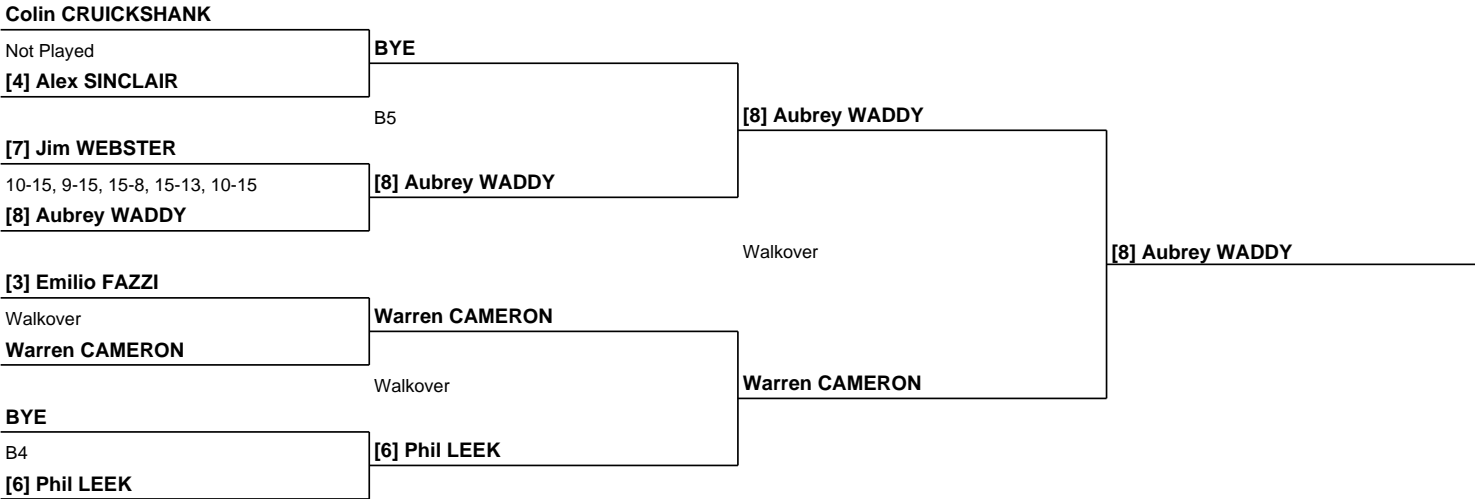 Colin CRUICKSHANK
Not Played
BYE
[4] Alex SINCLAIR
B5
[8] Aubrey WADDY
[7] Jim WEBSTER
10-15, 9-15, 15-8, 15-13, 10-15
[8] Aubrey WADDY
[8] Aubrey WADDY
Walkover
[8] Aubrey WADDY
[3] Emilio FAZZI
Walkover
Warren CAMERON
Warren CAMERON
Walkover
Warren CAMERON
BYE
B4
[6] Phil LEEK
[6] Phil LEEK